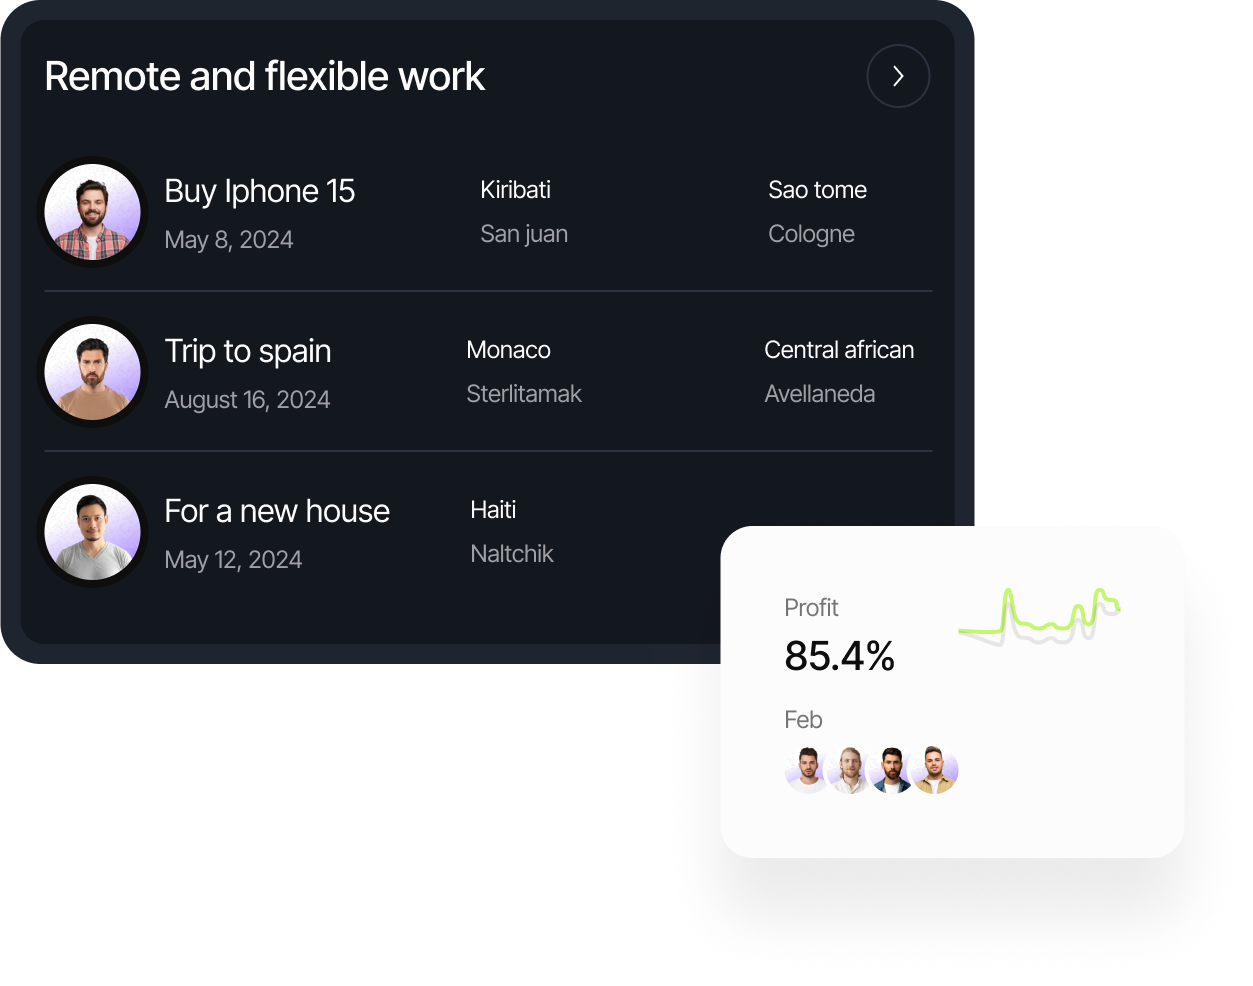 Remote and flexible work
Buy Iphone 15
May 8, 2024
Kiribati
San juan
Sao tome
Cologne
Trip to spain
August 16, 2024
Monaco
Sterlitamak
Central african
Avellaneda
For a new house
May 12, 2024
Haiti
Naltchik
Profit
85.4%
Feb